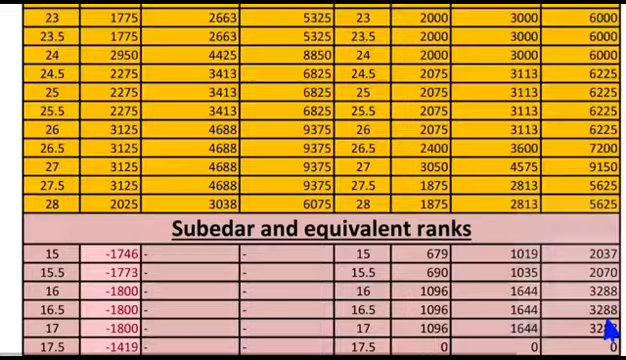 23 1775 2663 5325 23 2000 3000 6000
23.5 1775 2663 5325 23.5 2000 3000 6000
24 2950 4425 8850 24 2000 3000 6000
24.5 2275 3413 6825 24.5 2075 3113 6225
25 2275 3413 6825 25 2075 3113 6225
25.5 2275 3413 6825 25.5 2075 3113 6225
26 3125 4688 9375 26 2075 3113 6225
26.5 3125 4688 9375 26.5 2400 3600 7200
27 3125 4688 9375 27 3050 4575 9150
27.5 3125 4688 9375 27.5 1875 2813 5625
28 2025 3038 6075 28 1875 2813 5625
Subedar and equivalent ranks
15 -1746 - - 15 679 1019 2037
15.5 -1773 - - 15.5 690 1035 2070
16 -1800 - - 16 1096 1644 3288
16.5 -1800 - - 16.5 1096 1644 3288
17 -1800 - - 17 1096 1644
17.5 -1419 - - 17.5 0 0 0